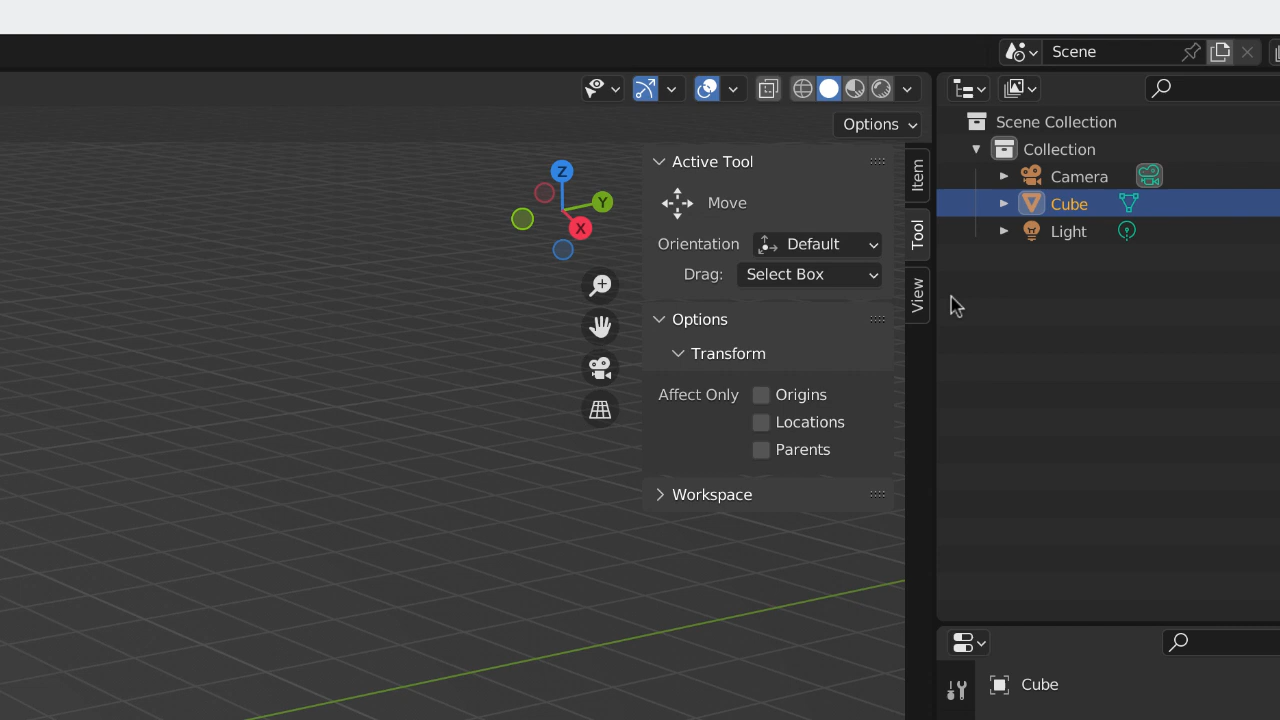 Scene
Options
Scene Collection
Collection
Camera
Cube
Light
Z
Y
X
Active Tool
Move
Orientation Default
Drag: Select Box
Options
Transform
Affect Only Origins
Locations
Parents
Workspace
Item
Tool
View
Cube